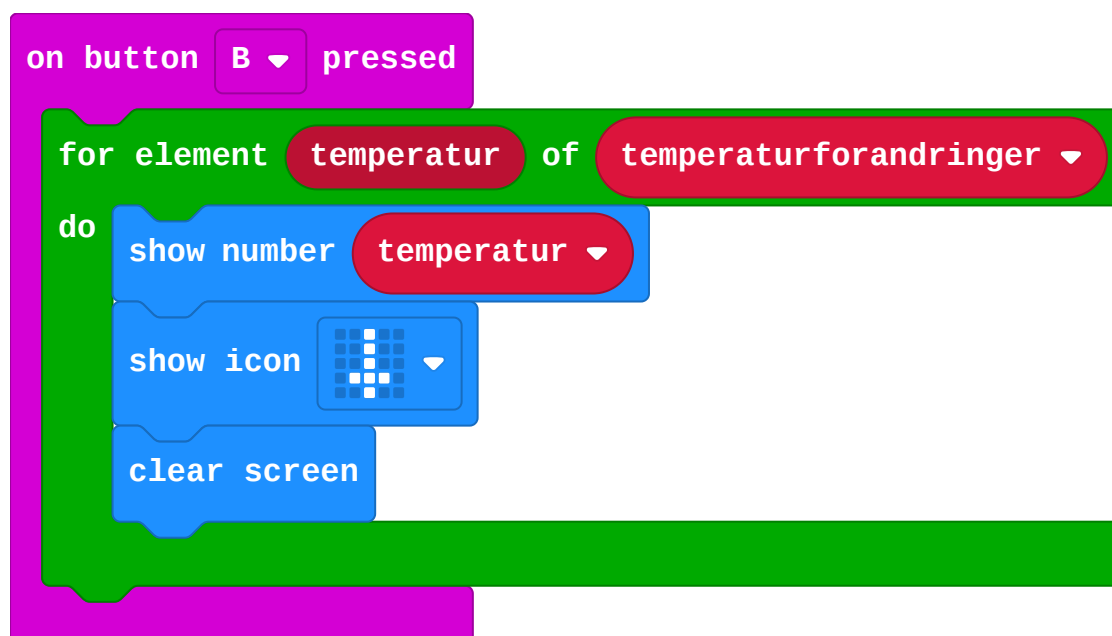 on button B pressed
for element temperatur of temperaturforandringer
do
show number temperatur
show icon
clear screen